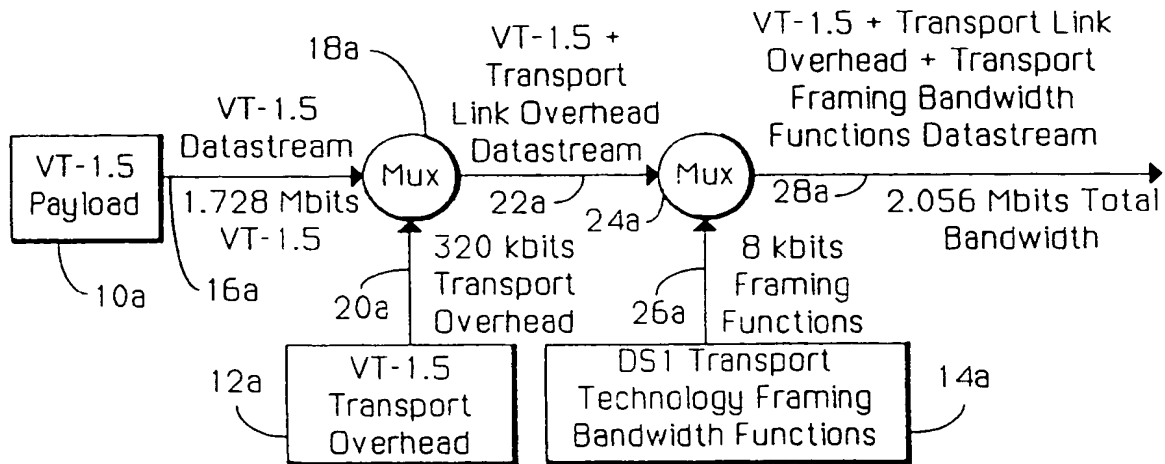 18a
VT-1.5 +
Transport
Link Overhead
Datastream
VT-1.5 + Transport Link
Overhead + Transport
Framing Bandwidth
Functions Datastream
VT-1.5
Datastream
VT-1.5
Payload
Mux
Mux
1.728 Mbits
VT-1.5
22a
24a
28a
2.056 Mbits Total
Bandwidth
10a
16a
20a
320 kbits
Transport
Overhead
26a
8 kbits
Framing
Functions
12a
VT-1.5
Transport
Overhead
DS1 Transport
Technology Framing
Bandwidth Functions
14a